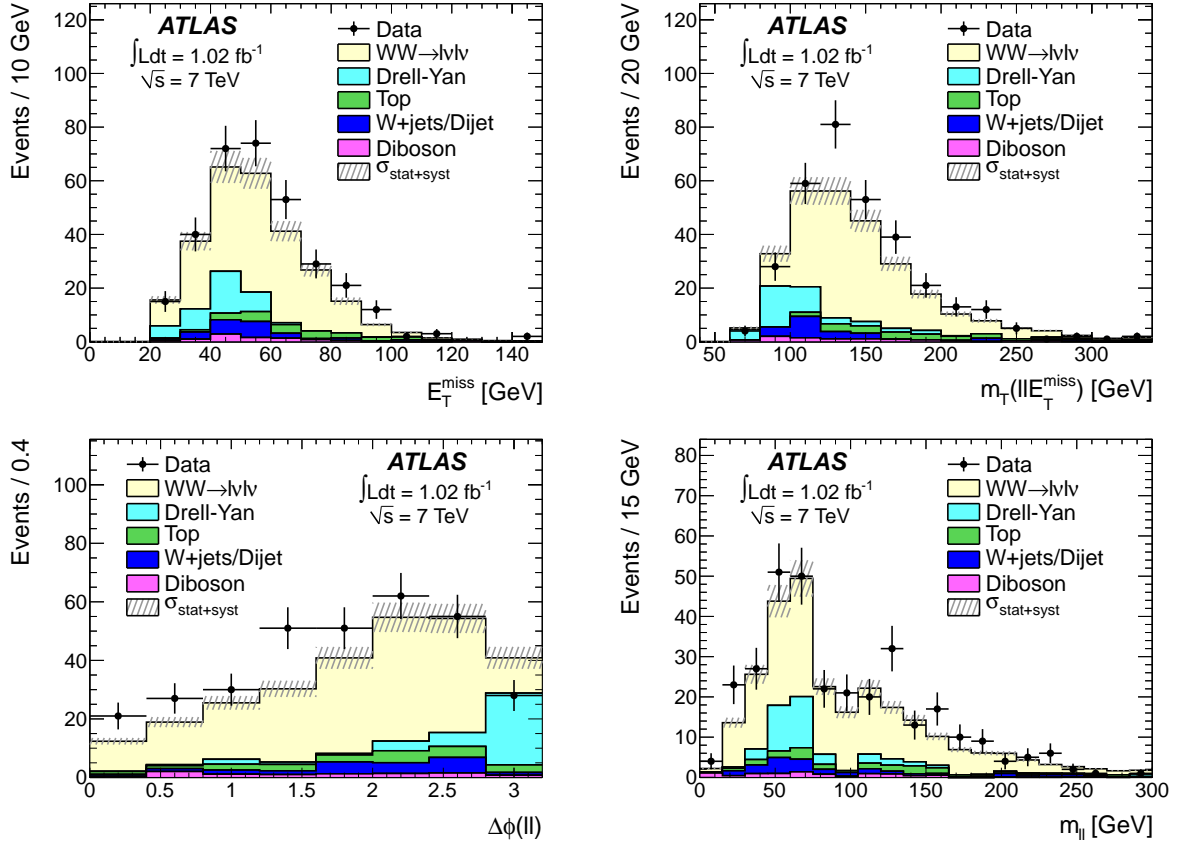 Events / 10 GeV
120
100
80
60
40
20
0
ATLAS
∫Ldt = 1.02 fb⁻¹
√s = 7 TeV
Data
WW→lνlν
Drell-Yan
Top
W+jets/Dijet
Diboson
σstat+syst
0 20 40 60 80 100 120 140
E_T^miss [GeV]
Events / 20 GeV
120
100
80
60
40
20
0
ATLAS
∫Ldt = 1.02 fb⁻¹
√s = 7 TeV
Data
WW→lνlν
Drell-Yan
Top
W+jets/Dijet
Diboson
σstat+syst
50 100 150 200 250 300
m_T(llE_T^miss) [GeV]
Events / 0.4
100
80
60
40
20
0
Data
WW→lνlν
Drell-Yan
Top
W+jets/Dijet
Diboson
σstat+syst
ATLAS
∫Ldt = 1.02 fb⁻¹
√s = 7 TeV
0 0.5 1 1.5 2 2.5 3
Δϕ(ll)
Events / 15 GeV
80
70
60
50
40
30
20
10
0
ATLAS
∫Ldt = 1.02 fb⁻¹
√s = 7 TeV
Data
WW→lνlν
Drell-Yan
Top
W+jets/Dijet
Diboson
σstat+syst
0 50 100 150 200 250 300
m_ll [GeV]